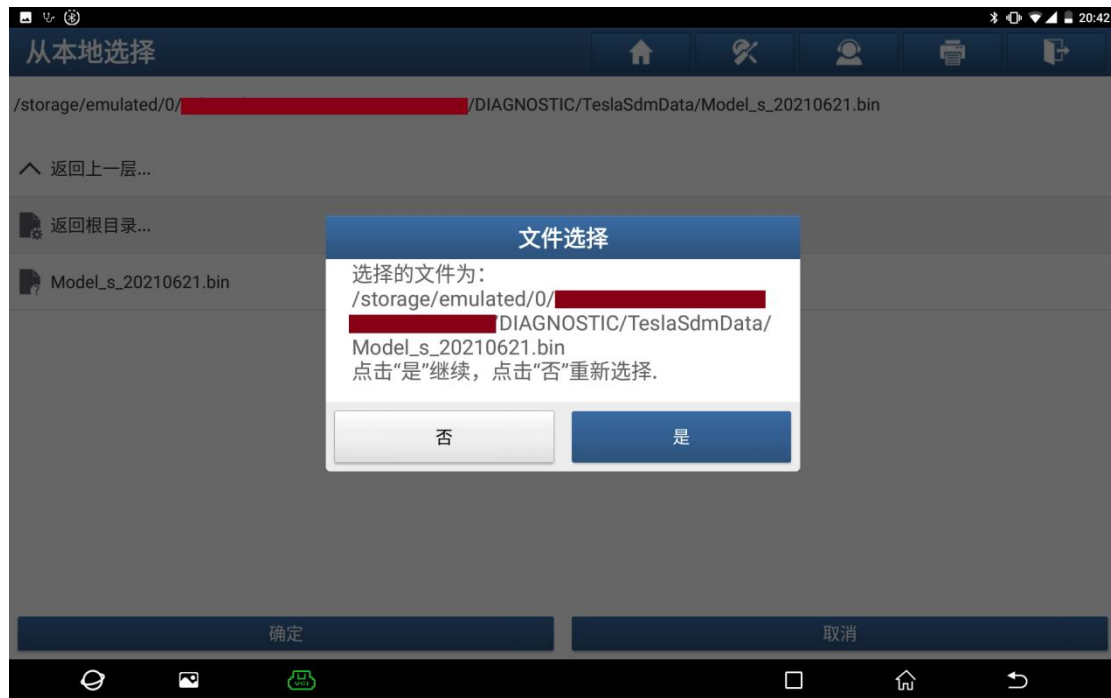 20:42
从本地选择
/storage/emulated/0/ /DIAGNOSTIC/TeslaSdmData/Model_s_20210621.bin
返回上一层...
返回根目录...
Model_s_20210621.bin
文件选择
选择的文件为：
/storage/emulated/0/
/DIAGNOSTIC/TeslaSdmData/
Model_s_20210621.bin
点击“是”继续，点击“否”重新选择.
否
是
确定
取消
VCI